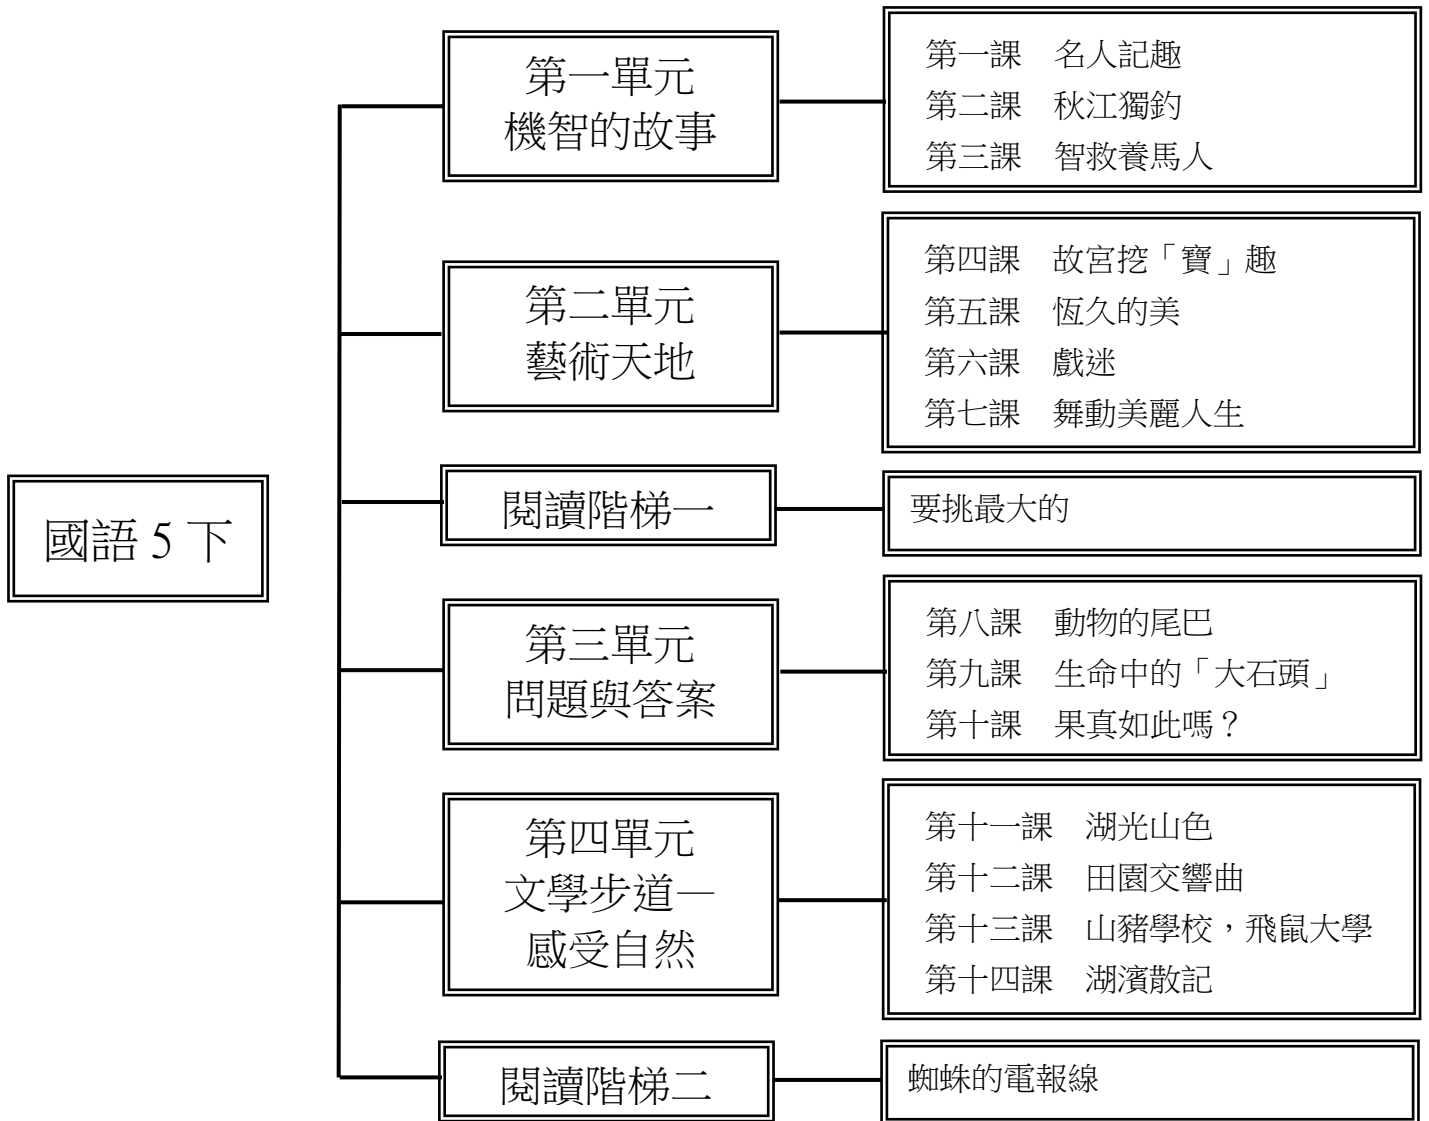 國語 5 下
第一單元
機智的故事
第一課　名人記趣
第二課　秋江獨釣
第三課　智救養馬人
第二單元
藝術天地
第四課　故宮挖「寶」趣
第五課　恆久的美
第六課　戲迷
第七課　舞動美麗人生
閱讀階梯一
要挑最大的
第三單元
問題與答案
第八課　動物的尾巴
第九課　生命中的「大石頭」
第十課　果真如此嗎？
第四單元
文學步道—
感受自然
第十一課　湖光山色
第十二課　田園交響曲
第十三課　山豬學校，飛鼠大學
第十四課　湖濱散記
閱讀階梯二
蜘蛛的電報線